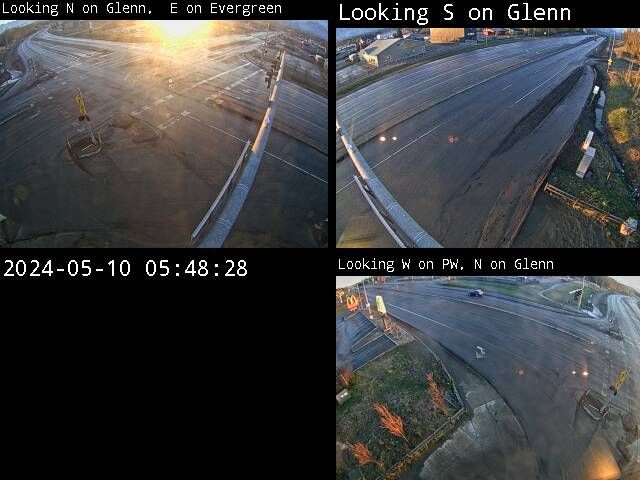 Looking N on Glenn,  E on Evergreen
Looking S on Glenn
2024-05-10 05:48:28
Looking W on PW, N on Glenn